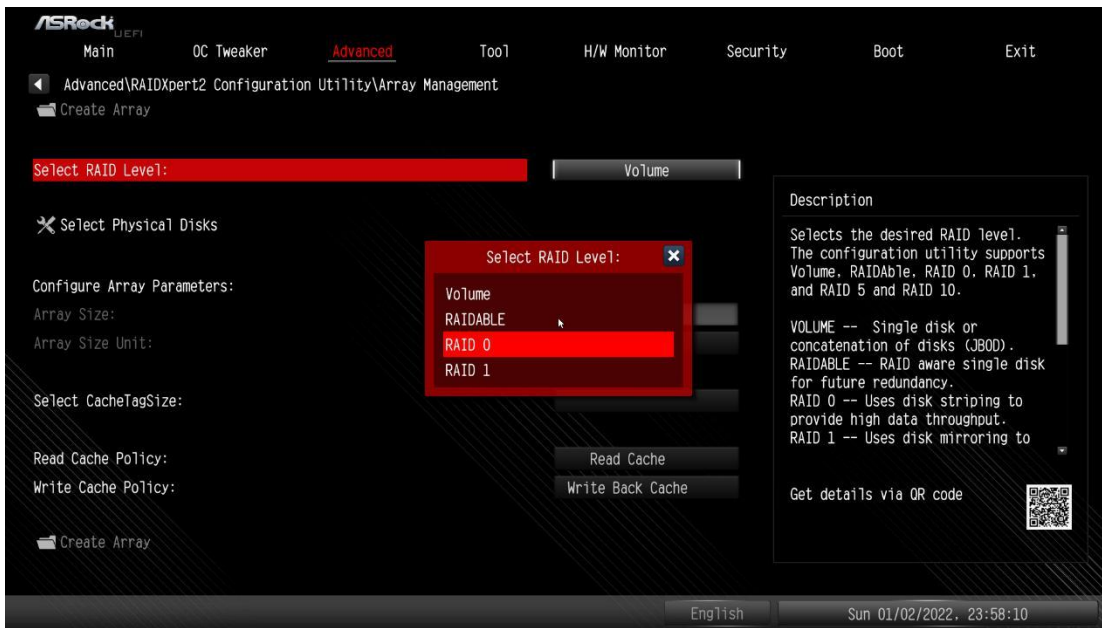 ASRock UEFI
Main OC Tweaker Advanced Tool H/W Monitor Security Boot Exit
Advanced\RAIDXpert2 Configuration Utility\Array Management
Create Array
Select RAID Level: Volume
Select Physical Disks
Configure Array Parameters:
Array Size:
Array Size Unit:
Select CacheTagSize:
Read Cache Policy: Read Cache
Write Cache Policy: Write Back Cache
Create Array
Select RAID Level:
Volume
RAIDABLE
RAID 0
RAID 1
Description
Selects the desired RAID level.
The configuration utility supports
Volume, RAIDAble, RAID 0, RAID 1,
and RAID 5 and RAID 10.
VOLUME -- Single disk or
concatenation of disks (JBOD).
RAIDABLE -- RAID aware single disk
for future redundancy.
RAID 0 -- Uses disk striping to
provide high data throughput.
RAID 1 -- Uses disk mirroring to
Get details via QR code
English Sun 01/02/2022, 23:58:10